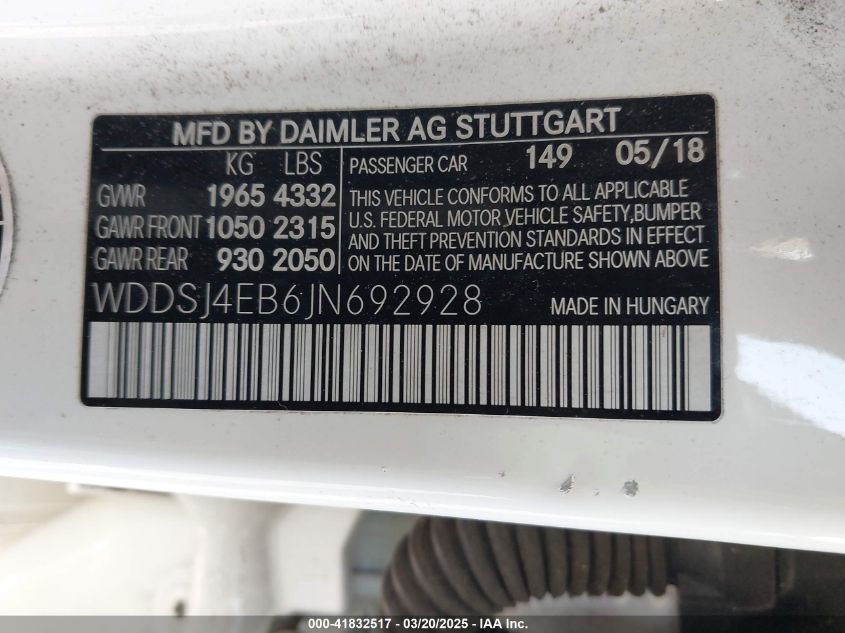 MFD BY DAIMLER AG STUTTGART
KG LBS
GVWR 1965 4332
GAWR FRONT 1050 2315
GAWR REAR 930 2050
PASSENGER CAR 149 05/18
THIS VEHICLE CONFORMS TO ALL APPLICABLE
U.S. FEDERAL MOTOR VEHICLE SAFETY,BUMPER
AND THEFT PREVENTION STANDARDS IN EFFECT
ON THE DATE OF MANUFACTURE SHOWN ABOVE
WDDSJ4EB6JN692928 MADE IN HUNGARY
000-41832517 - 03/20/2025 - IAA Inc.